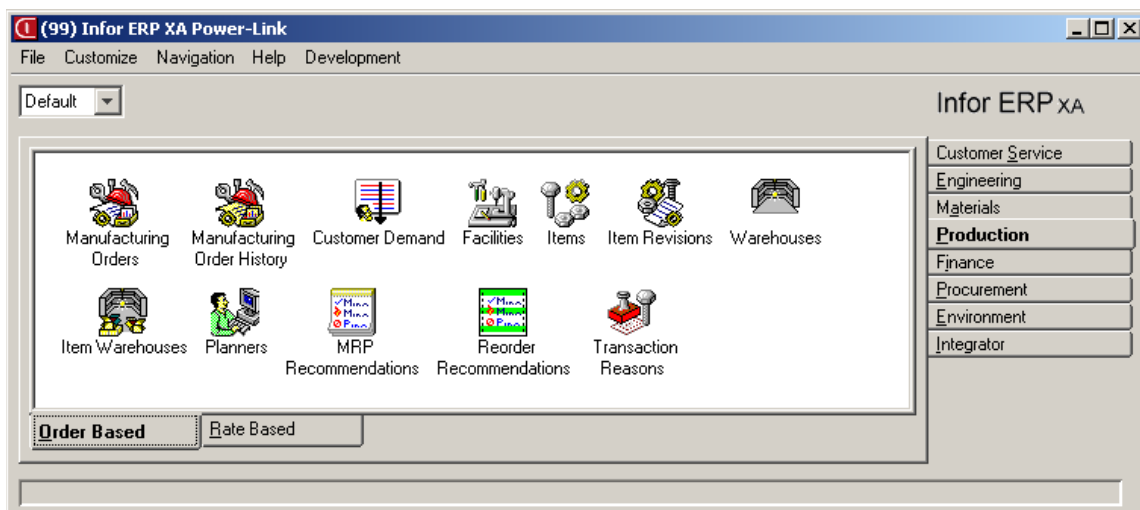 (99) Infor ERP XA Power-Link
File Customize Navigation Help Development
Default
Infor ERP XA
Manufacturing Orders
Manufacturing Order History
Customer Demand
Facilities
Items
Item Revisions
Warehouses
Item Warehouses
Planners
MRP Recommendations
Reorder Recommendations
Transaction Reasons
Order Based
Rate Based
Customer Service
Engineering
Materials
Production
Finance
Procurement
Environment
Integrator